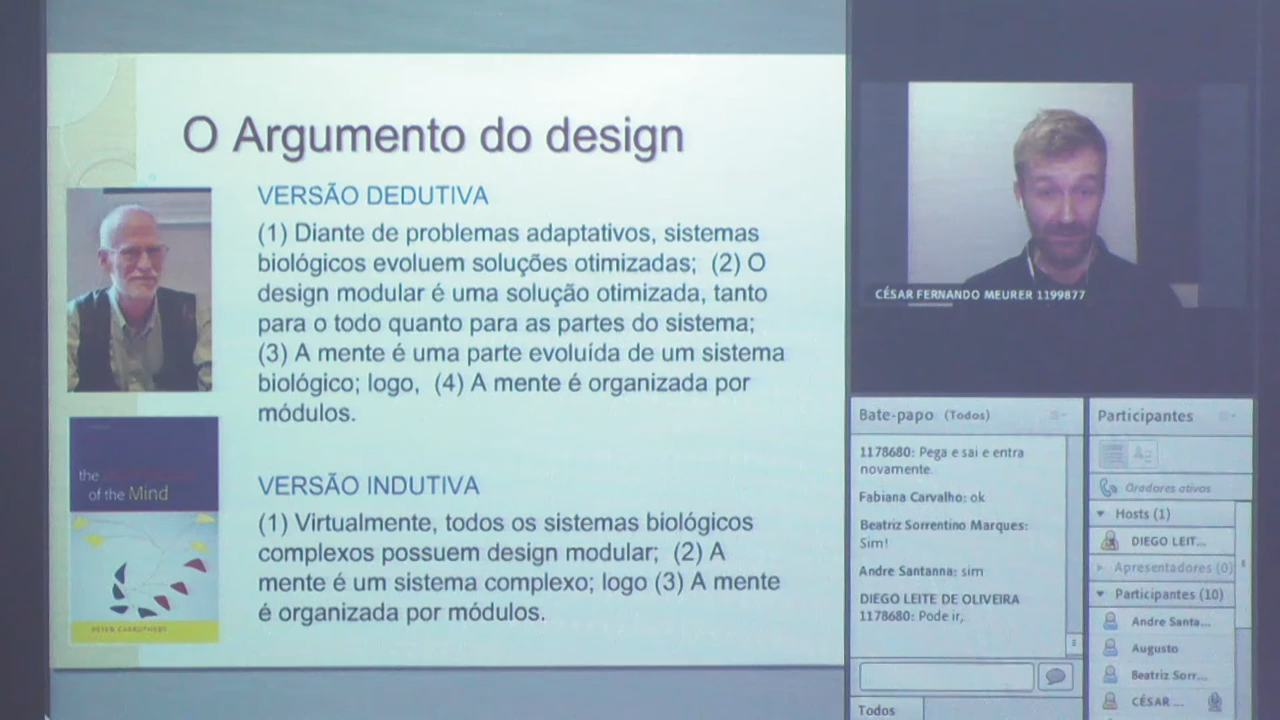 O Argumento do design
VERSÃO DEDUTIVA
(1) Diante de problemas adaptativos, sistemas
biológicos evoluem soluções otimizadas; (2) O
design modular é uma solução otimizada, tanto
para o todo quanto para as partes do sistema;
(3) A mente é uma parte evoluída de um sistema
biológico; logo, (4) A mente é organizada por
módulos.
the
of the Mind
PETER CARRUTHERS
VERSÃO INDUTIVA
(1) Virtualmente, todos os sistemas biológicos
complexos possuem design modular; (2) A
mente é um sistema complexo; logo (3) A mente
é organizada por módulos.
CÉSAR FERNANDO MEURER 1199877
Bate-papo (Todos)
1178680: Pega e sai e entra
novamente.
Fabiana Carvalho: ok
Beatriz Sorrentino Marques:
Sim!
Andre Santanna: sim
DIEGO LEITE DE OLIVEIRA
1178680: Pode ir,
Todos
Participantes
Oradores ativos
Hosts (1)
DIEGO LEIT...
Apresentadores (0)
Participantes (10)
Andre Santa...
Augusto
Beatriz Sorr...
CÉSAR ...